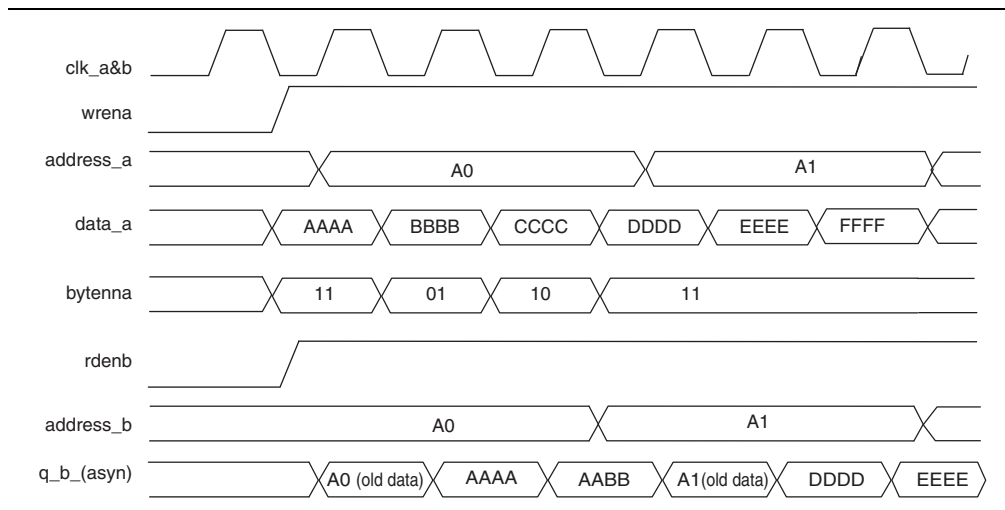 clk_a&b
wrena
address_a A0 A1
data_a AAAA BBBB CCCC DDDD EEEE FFFF
bytenna 11 01 10 11
rdenb
address_b A0 A1
q_b_(asyn) A0 (old data) AAAA AABB A1(old data) DDDD EEEE